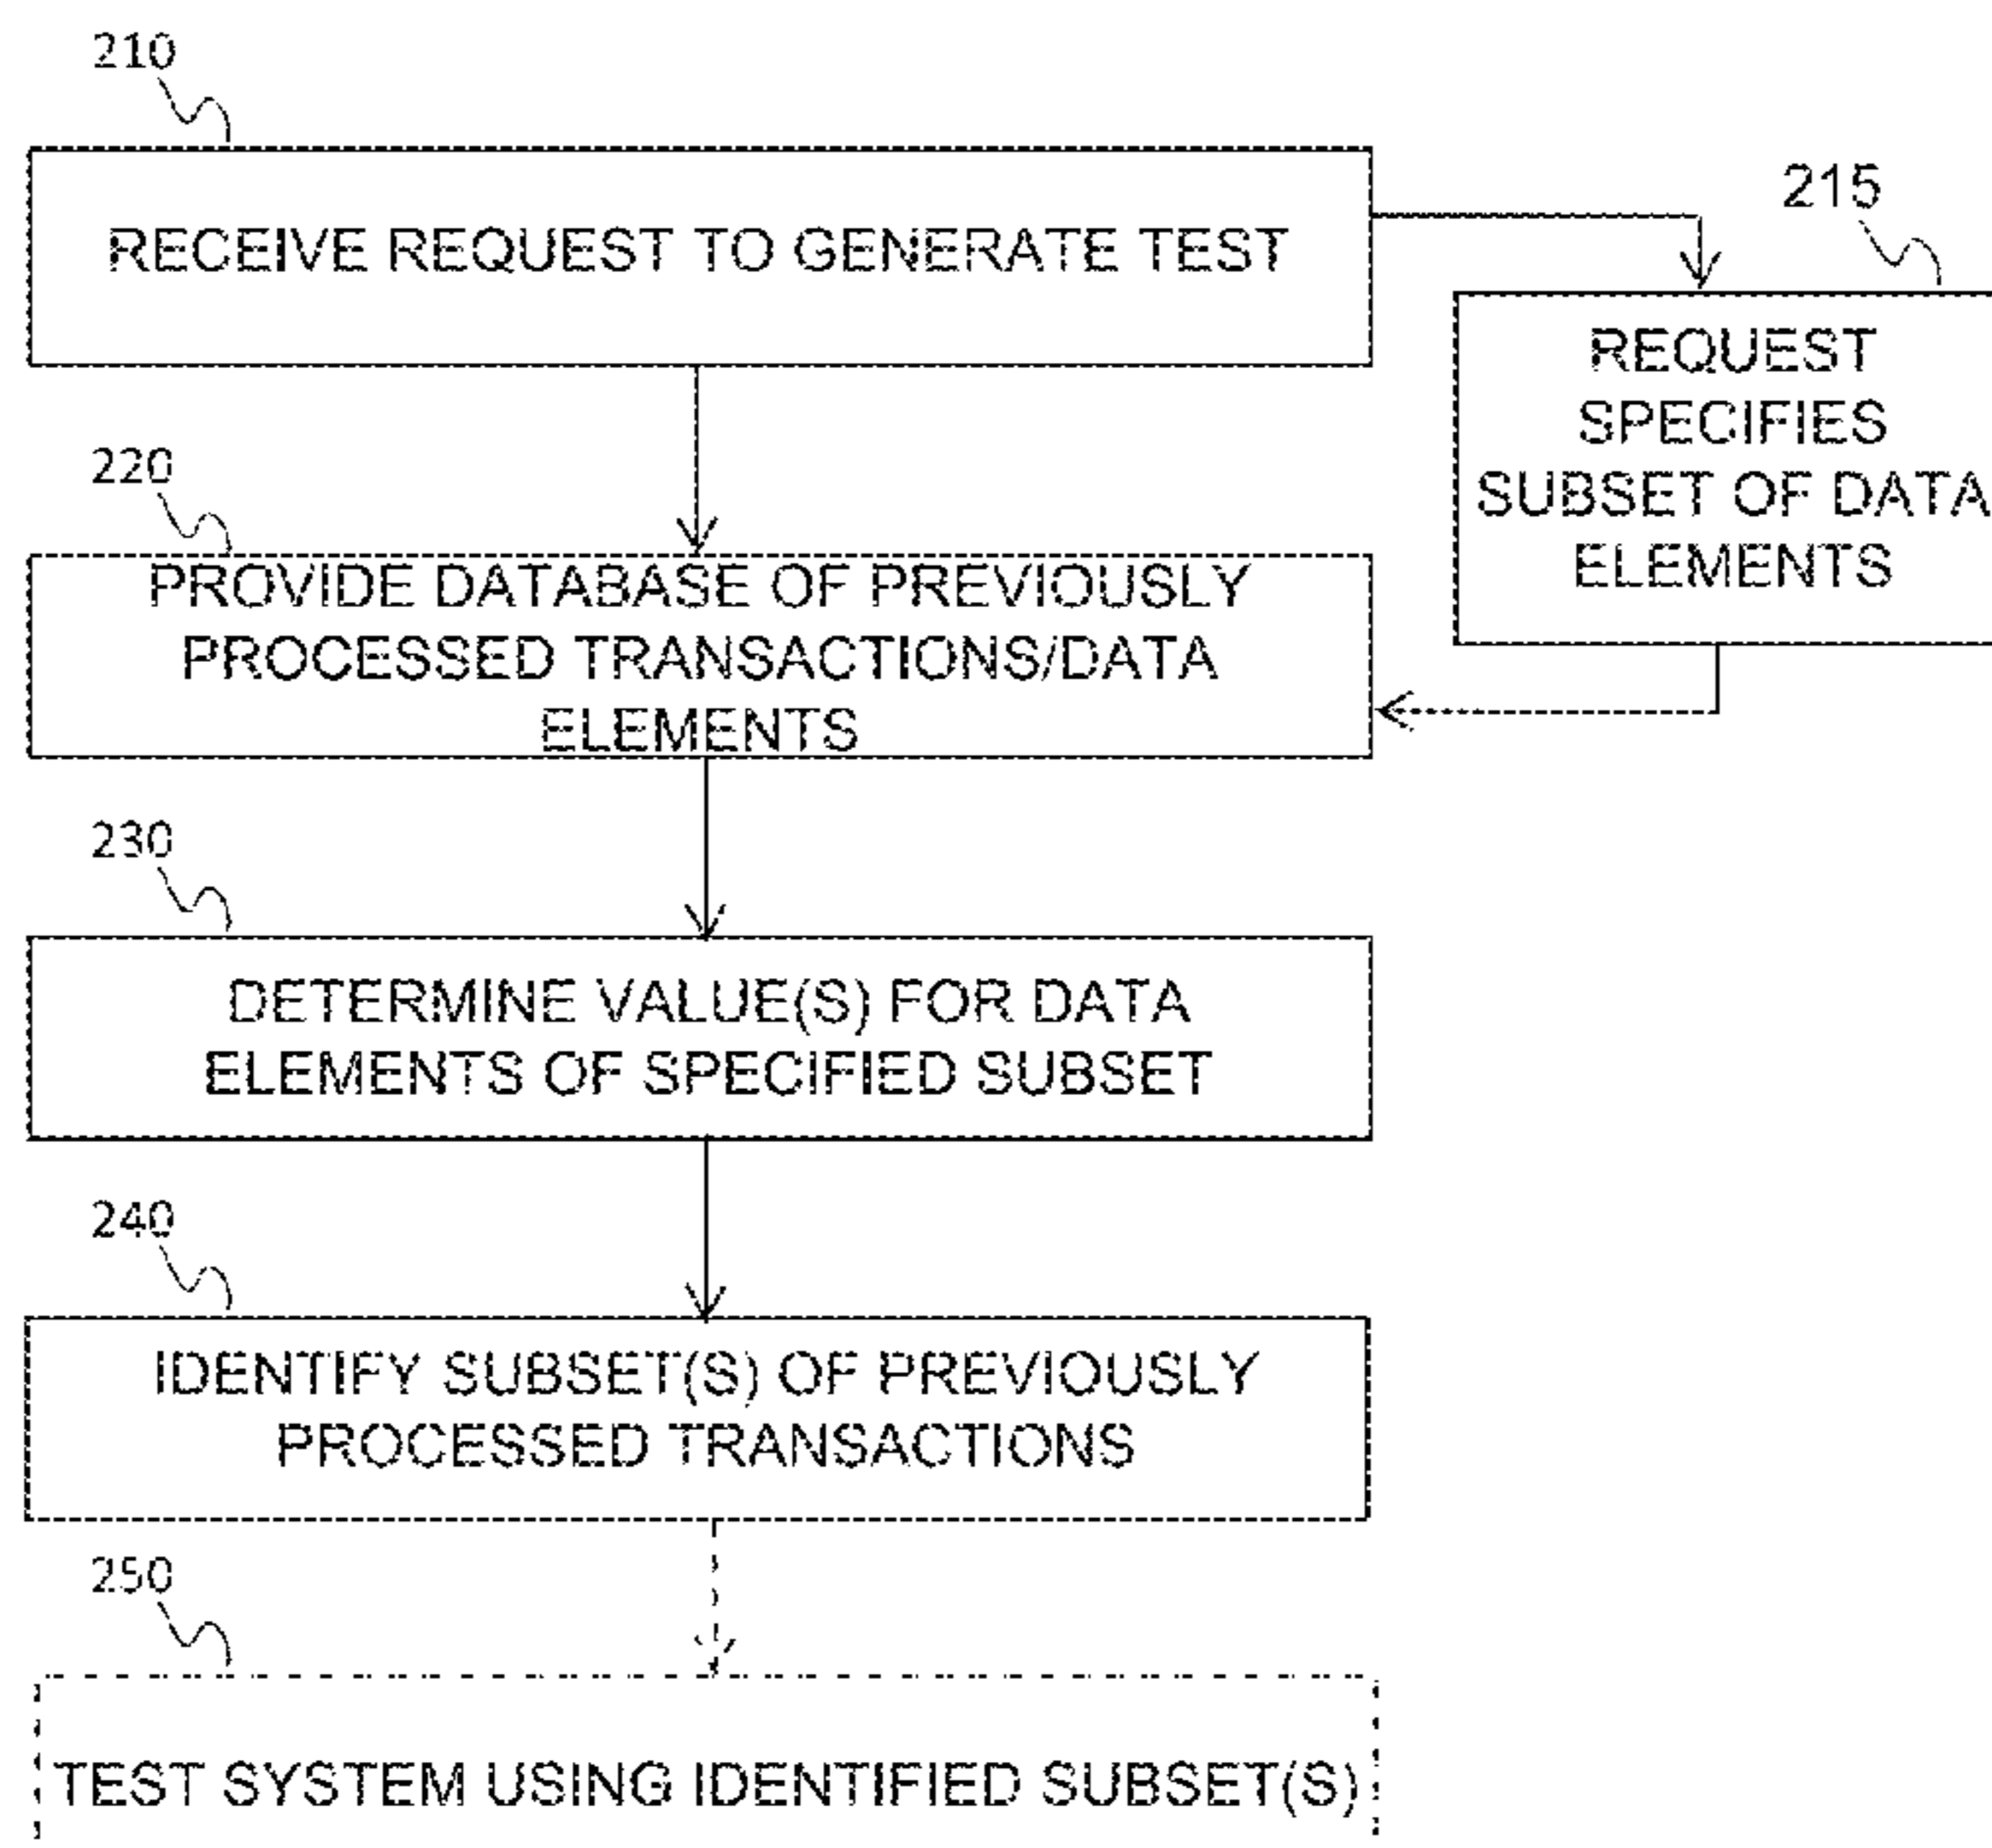 210
RECEIVE REQUEST TO GENERATE TEST
215
REQUEST
SPECIFIES
SUBSET OF DATA
ELEMENTS
220
PROVIDE DATABASE OF PREVIOUSLY
PROCESSED TRANSACTIONS/DATA
ELEMENTS
230
DETERMINE VALUE(S) FOR DATA
ELEMENTS OF SPECIFIED SUBSET
240
IDENTIFY SUBSET(S) OF PREVIOUSLY
PROCESSED TRANSACTIONS
250
TEST SYSTEM USING IDENTIFIED SUBSET(S)